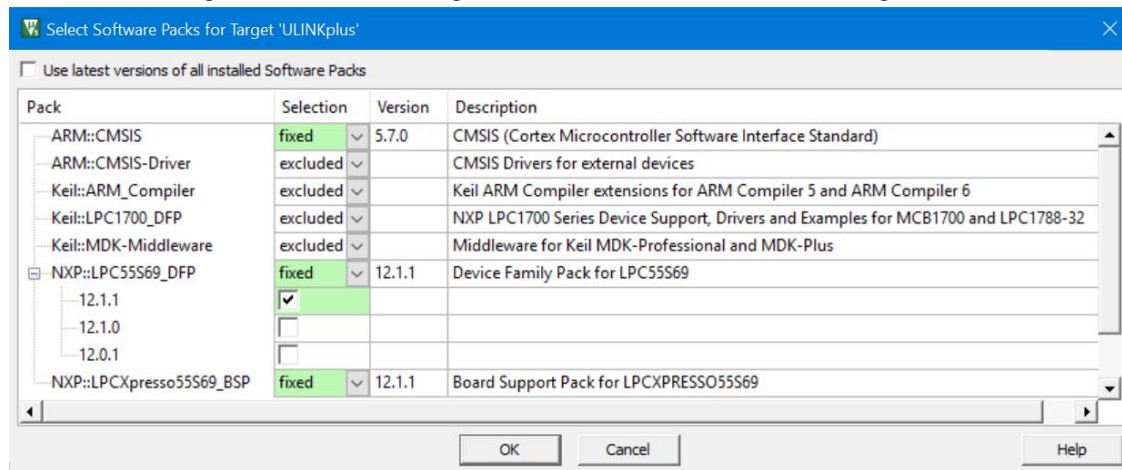 Select Software Packs for Target 'ULINKplus'
Use latest versions of all installed Software Packs
Pack Selection Version Description
ARM::CMSIS fixed 5.7.0 CMSIS (Cortex Microcontroller Software Interface Standard)
ARM::CMSIS-Driver excluded CMSIS Drivers for external devices
Keil::ARM_Compiler excluded Keil ARM Compiler extensions for ARM Compiler 5 and ARM Compiler 6
Keil::LPC1700_DFP excluded NXP LPC1700 Series Device Support, Drivers and Examples for MCB1700 and LPC1788-32
Keil::MDK-Middleware excluded Middleware for Keil MDK-Professional and MDK-Plus
NXP::LPC55S69_DFP fixed 12.1.1 Device Family Pack for LPC55S69
12.1.1
12.1.0
12.0.1
NXP::LPCXpresso55S69_BSP fixed 12.1.1 Board Support Pack for LPCXPRESSO55S69
OK Cancel Help